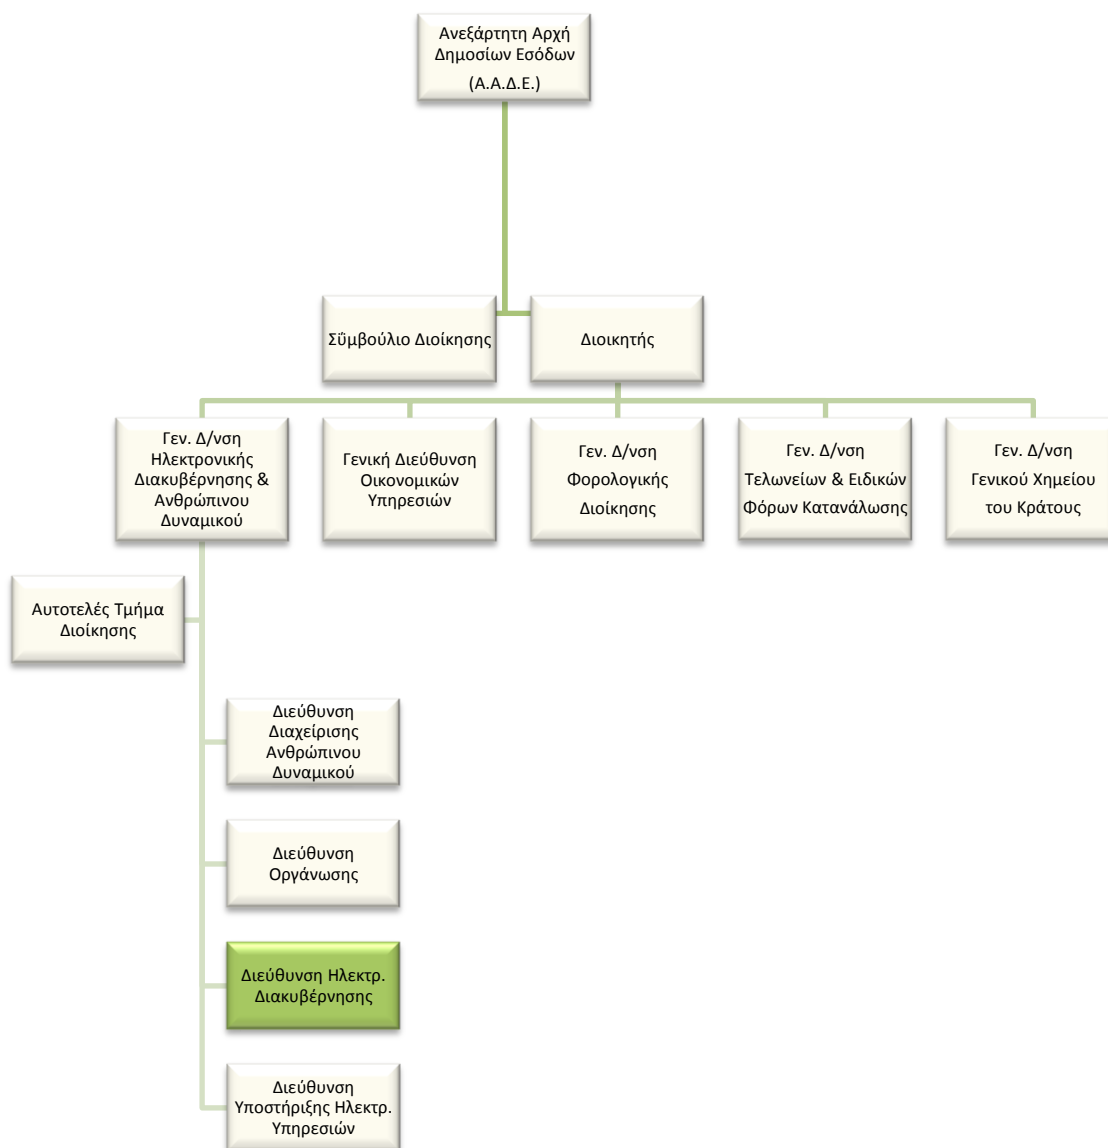 Ανεξάρτητη Αρχή
Δημοσίων Εσόδων
(Α.Α.Δ.Ε.)
Σΰμβούλιο Διοίκησης
Διοικητής
Γεν. Δ/νση
Ηλεκτρονικής
Διακυβέρνησης &
Ανθρώπινου
Δυναμικού
Γενική Διεύθυνση
Οικονομικών
Υπηρεσιών
Γεν. Δ/νση
Φορολογικής
Διοίκησης
Γεν. Δ/νση
Τελωνείων & Ειδικών
Φόρων Κατανάλωσης
Γεν. Δ/νση
Γενικού Χημείου
του Κράτους
Αυτοτελές Τμήμα
Διοίκησης
Διεύθυνση
Διαχείρισης
Ανθρώπινου
Δυναμικού
Διεύθυνση
Οργάνωσης
Διεύθυνση Ηλεκτρ.
Διακυβέρνησης
Διεύθυνση
Υποστήριξης Ηλεκτρ.
Υπηρεσιών